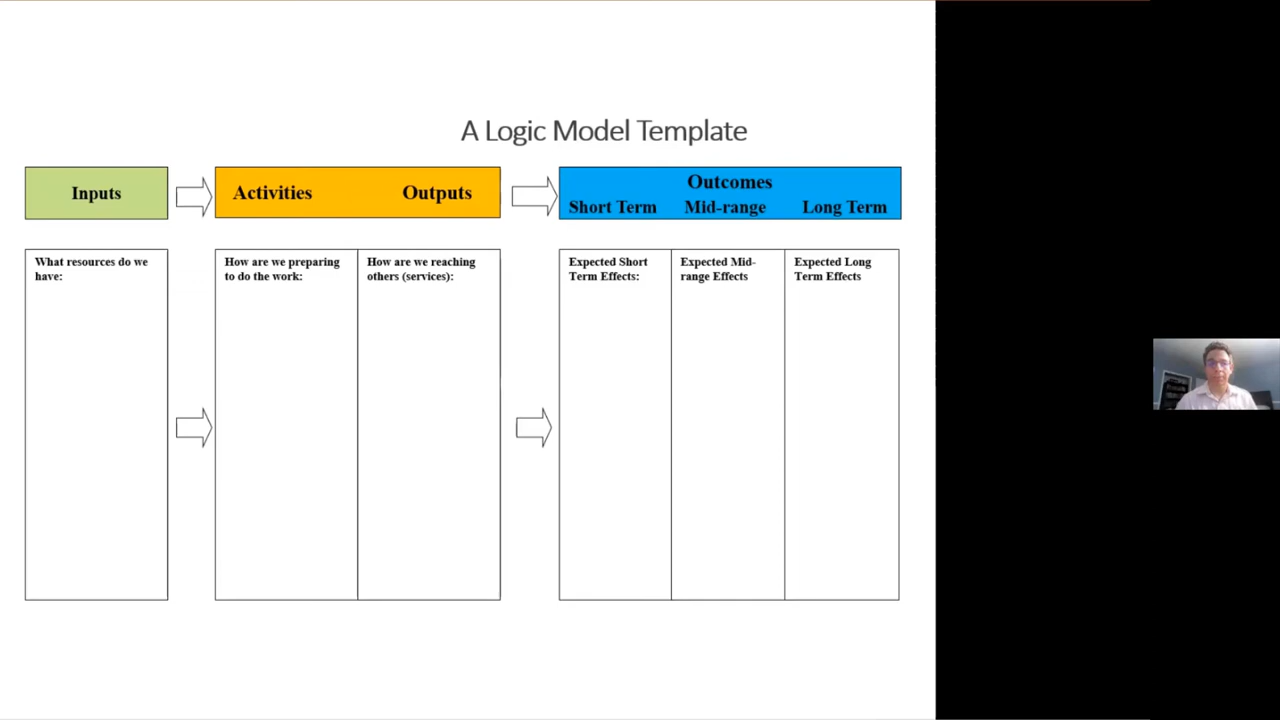 A Logic Model Template
Inputs
Activities
Outputs
Outcomes
Short Term
Mid-range
Long Term
What resources do we
have:
How are we preparing
to do the work:
How are we reaching
others (services):
Expected Short
Term Effects:
Expected Mid-
range Effects
Expected Long
Term Effects